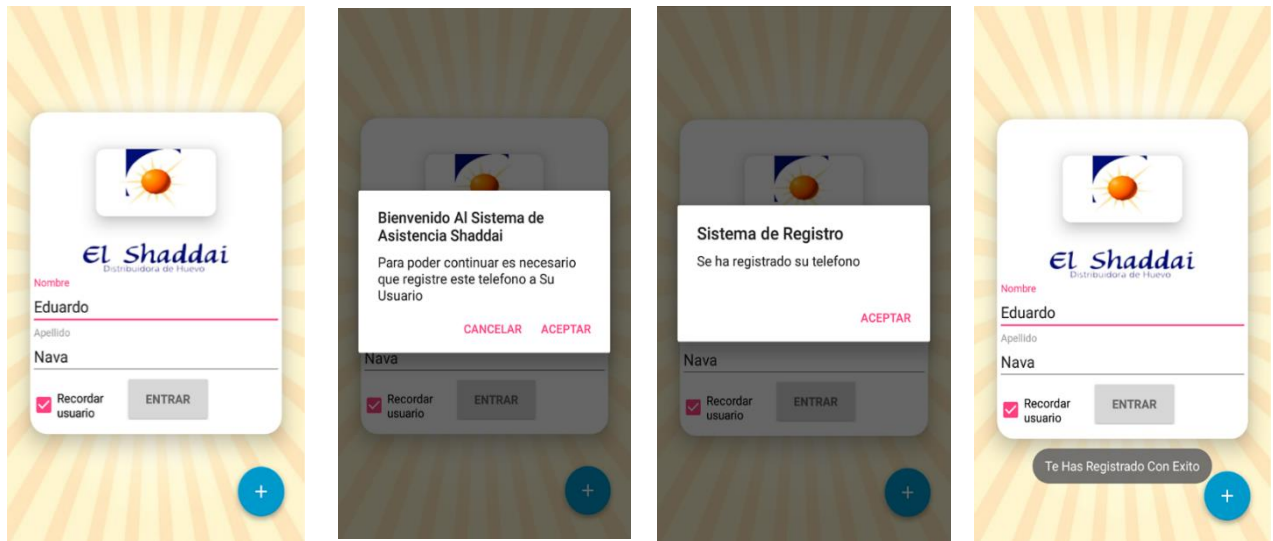 El Shaddai
Distribuidora de Huevo
Nombre
Eduardo
Apellido
Nava
Recordar
usuario
ENTRAR
+
Bienvenido Al Sistema de
Asistencia Shaddai
Para poder continuar es necesario
que registre este telefono a Su
Usuario
CANCELAR ACEPTAR
Nava
Recordar
usuario
ENTRAR
+
Sistema de Registro
Se ha registrado su telefono
ACEPTAR
Nava
Recordar
usuario
ENTRAR
+
El Shaddai
Distribuidora de Huevo
Nombre
Eduardo
Apellido
Nava
Recordar
usuario
ENTRAR
Te Has Registrado Con Exito
+